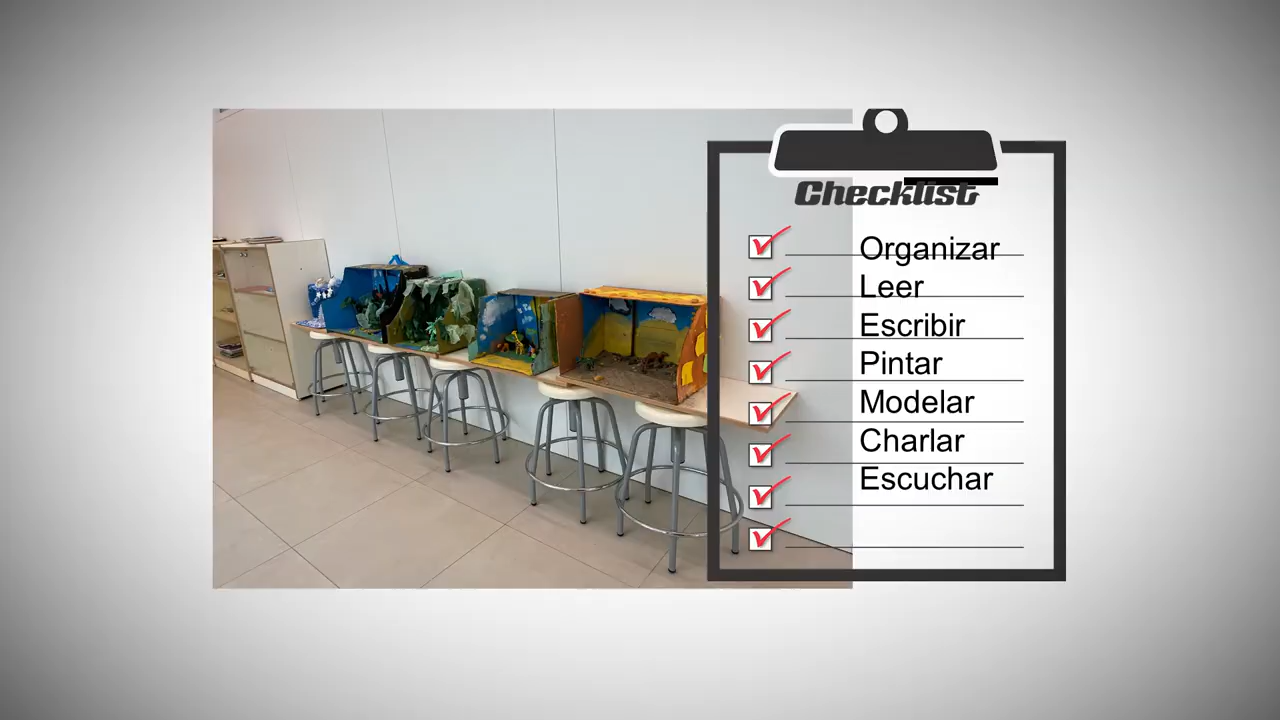 Checklist
Organizar
Leer
Escribir
Pintar
Modelar
Charlar
Escuchar